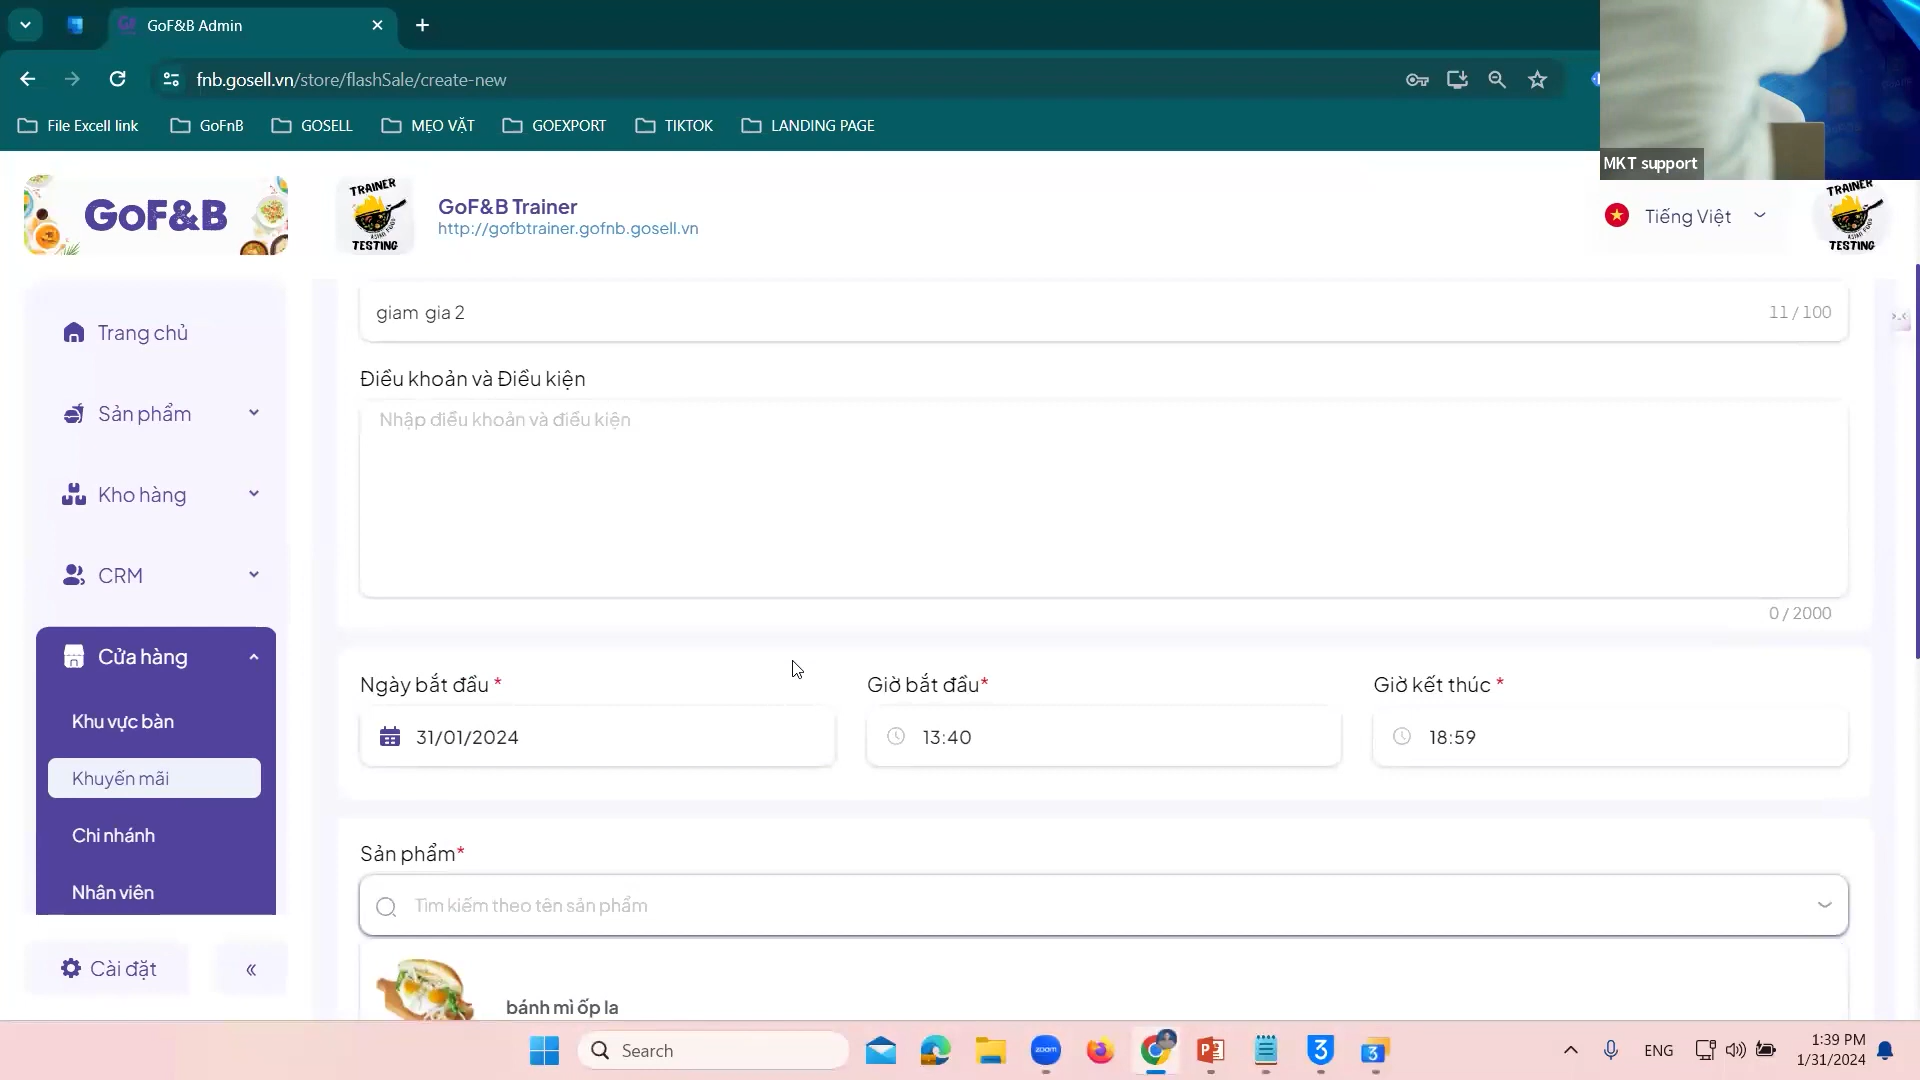 GoF&B Admin
fnb.gosell.vn/store/flashSale/create-new
File Excell link
GoFnB
GOSELL
MẸO VẶT
GOEXPORT
TIKTOK
LANDING PAGE
MKT support
GoF&B
TRAINER
TESTING
GoF&B Trainer
http://gofbtrainer.gofnb.gosell.vn
Tiếng Việt
TRAINER
TESTING
Trang chủ
Sản phẩm
Kho hàng
CRM
Cửa hàng
Khu vực bàn
Khuyến mãi
Chi nhánh
Nhân viên
Cài đặt
giam gia 2
11 / 100
Điều khoản và Điều kiện
Nhập điều khoản và điều kiện
0 / 2000
Ngày bắt đầu *
Giờ bắt đầu*
Giờ kết thúc *
31/01/2024
13:40
18:59
Sản phẩm*
Tìm kiếm theo tên sản phẩm
bánh mì ốp la
Search
zoom
3
3
ENG
1:39 PM
1/31/2024